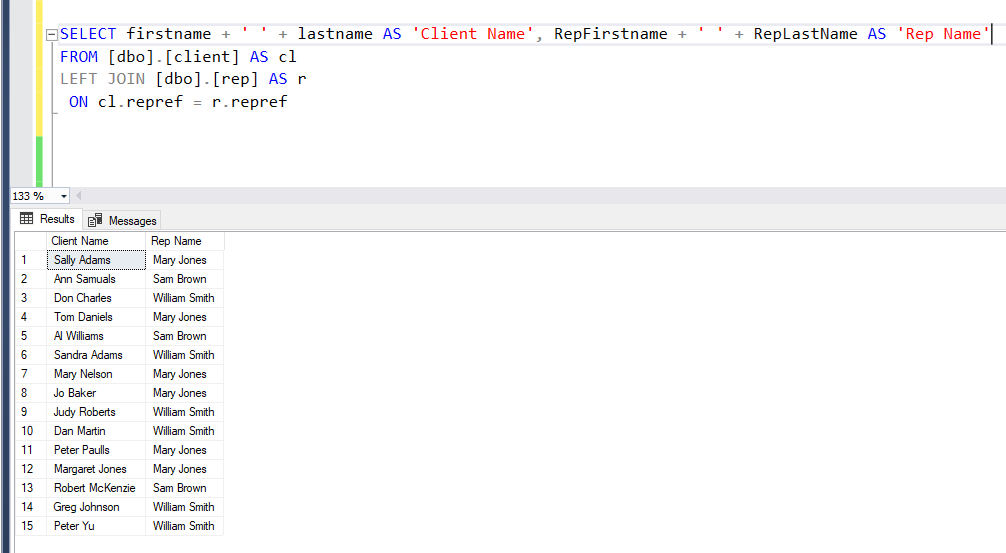 SELECT firstname + ' ' + lastname AS 'Client Name', RepFirstname + ' ' + RepLastName AS 'Rep Name'
FROM [dbo].[client] AS cl
LEFT JOIN [dbo].[rep] AS r
ON cl.repref = r.repref
133 %
Results Messages
Client Name Rep Name
1 Sally Adams Mary Jones
2 Ann Samuals Sam Brown
3 Don Charles William Smith
4 Tom Daniels Mary Jones
5 Al Williams Sam Brown
6 Sandra Adams William Smith
7 Mary Nelson Mary Jones
8 Jo Baker Mary Jones
9 Judy Roberts William Smith
10 Dan Martin William Smith
11 Peter Paulls Mary Jones
12 Margaret Jones Mary Jones
13 Robert McKenzie Sam Brown
14 Greg Johnson William Smith
15 Peter Yu William Smith